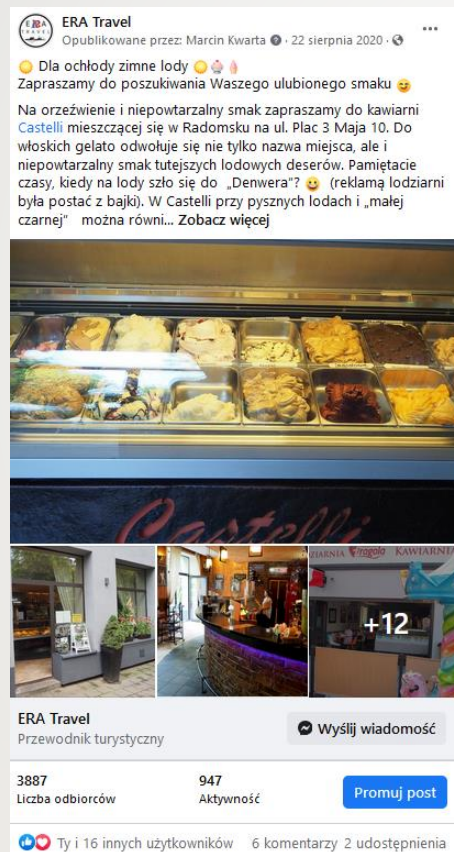 ERA
TRAVEL
ERA Travel
Opublikowane przez: Marcin Kwarta · 22 sierpnia 2020 ·
Dla ochłody zimne lody
Zapraszamy do poszukiwania Waszego ulubionego smaku
Na orzeźwienie i niepowtarzalny smak zapraszamy do kawiarni
Castelli mieszczącej się w Radomsku na ul. Plac 3 Maja 10. Do
włoskich gelato odwołuje się nie tylko nazwa miejsca, ale i
niepowtarzalny smak tutejszych lodowych deserów. Pamiętacie
czasy, kiedy na lody szło się do „Denwera"? (reklamą lodziarni
była postać z bajki). W Castelli przy pysznych lodach i „małej
czarnej" można równi... Zobacz więcej
Castelli
Fragola KAWIARNIA
+12
ERA Travel
Przewodnik turystyczny
Wyślij wiadomość
3887
Liczba odbiorców
947
Aktywność
Promuj post
Ty i 16 innych użytkowników 6 komentarzy 2 udostępnienia